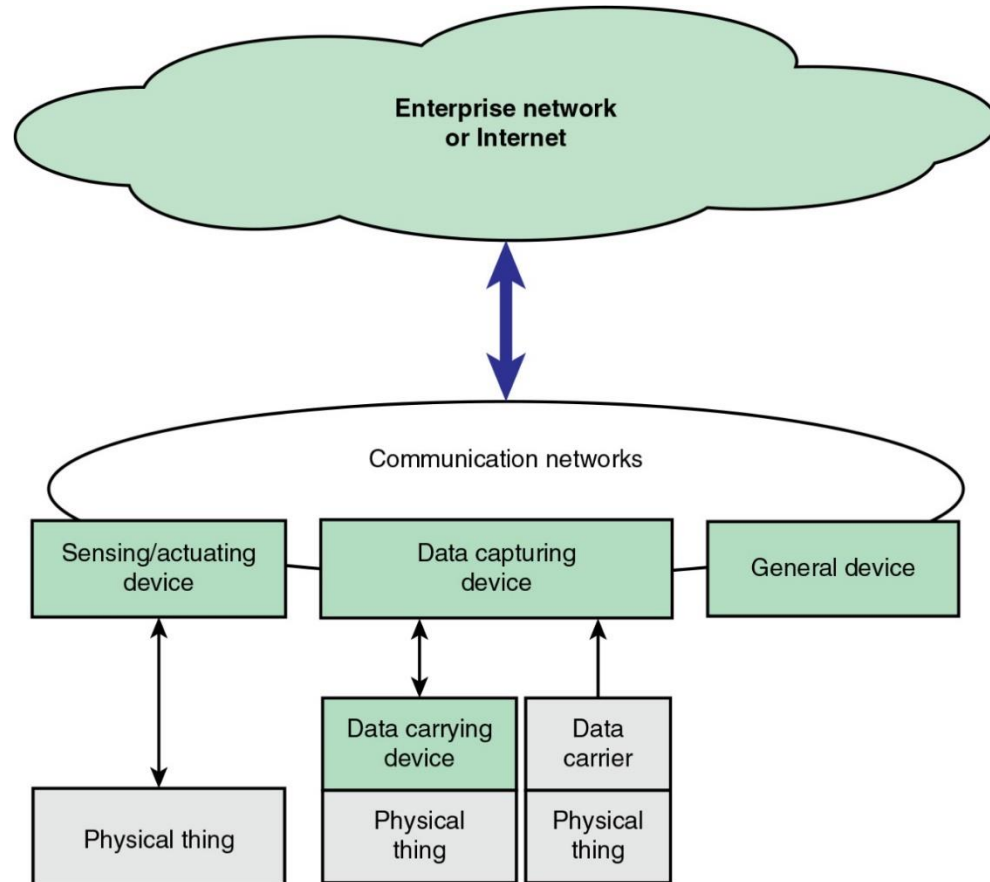 Enterprise network
or Internet
Communication networks
Sensing/actuating
device
Data capturing
device
General device
Data carrying
device
Data
carrier
Physical thing
Physical
thing
Physical
thing